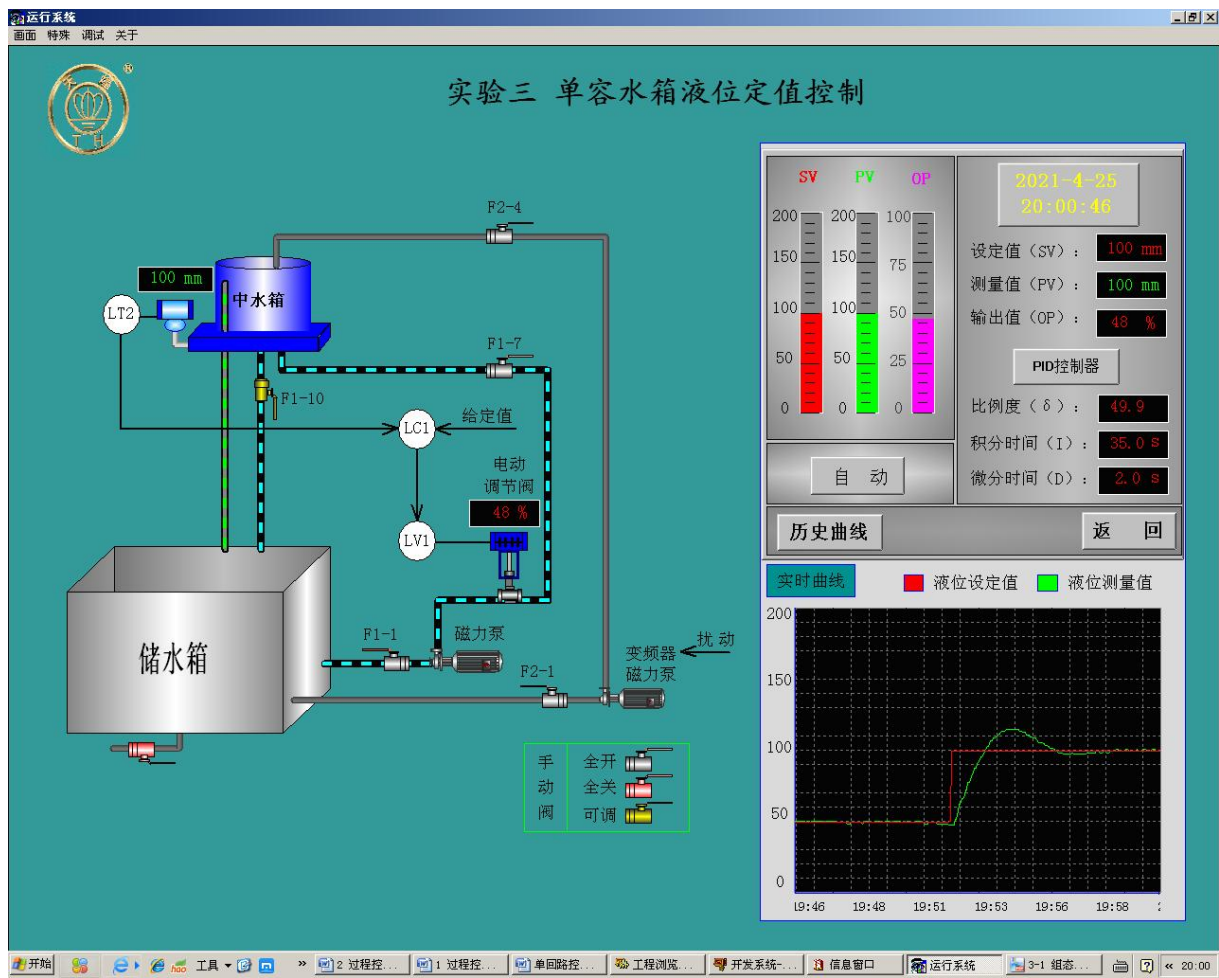 运行系统
画面 特殊 调试 关于
实验三 单容水箱液位定值控制
天煌
®
T H
SV PV OP
200 200 100
150 150 75
100 100 50
50 50 25
0 0 0
2021-4-25
20:00:46
设定值（SV）： 100 mm
测量值（PV）： 100 mm
输出值（OP）： 48 %
PID控制器
比例度（δ）： 49.9
积分时间（I）： 35.0 s
微分时间（D）： 2.0 s
自 动
历史曲线
返 回
F2-4
100 mm
中水箱
LT2
F1-7
F1-10
给定值
LC1
电动
调节阀
48 %
LV1
储水箱
F1-1
磁力泵
F2-1
变频器
磁力泵
扰动
手动阀
全开
全关
可调
实时曲线
液位设定值
液位测量值
200
150
100
50
0
19:46 19:48 19:51 19:53 19:56 19:58
开始
工具
»
2 过程控...
1 过程控...
单回路控...
工程浏览...
开发系统-...
信息窗口
运行系统
3-1 组态...
« 20:00